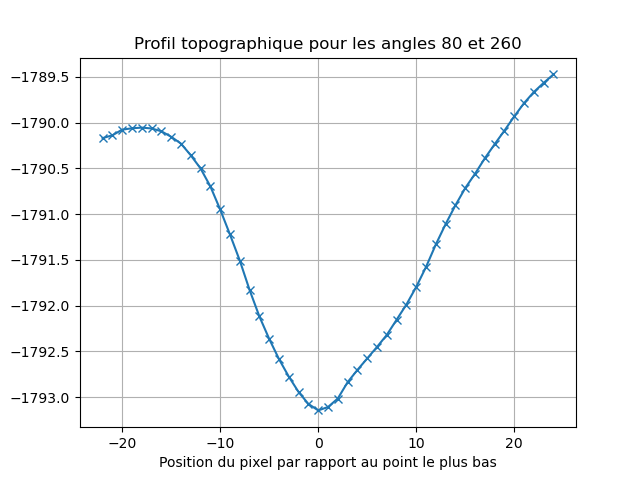 Profil topographique pour les angles 80 et 260
−1789.5
−1790.0
−1790.5
−1791.0
−1791.5
−1792.0
−1792.5
−1793.0
−20 −10 0 10 20
Position du pixel par rapport au point le plus bas